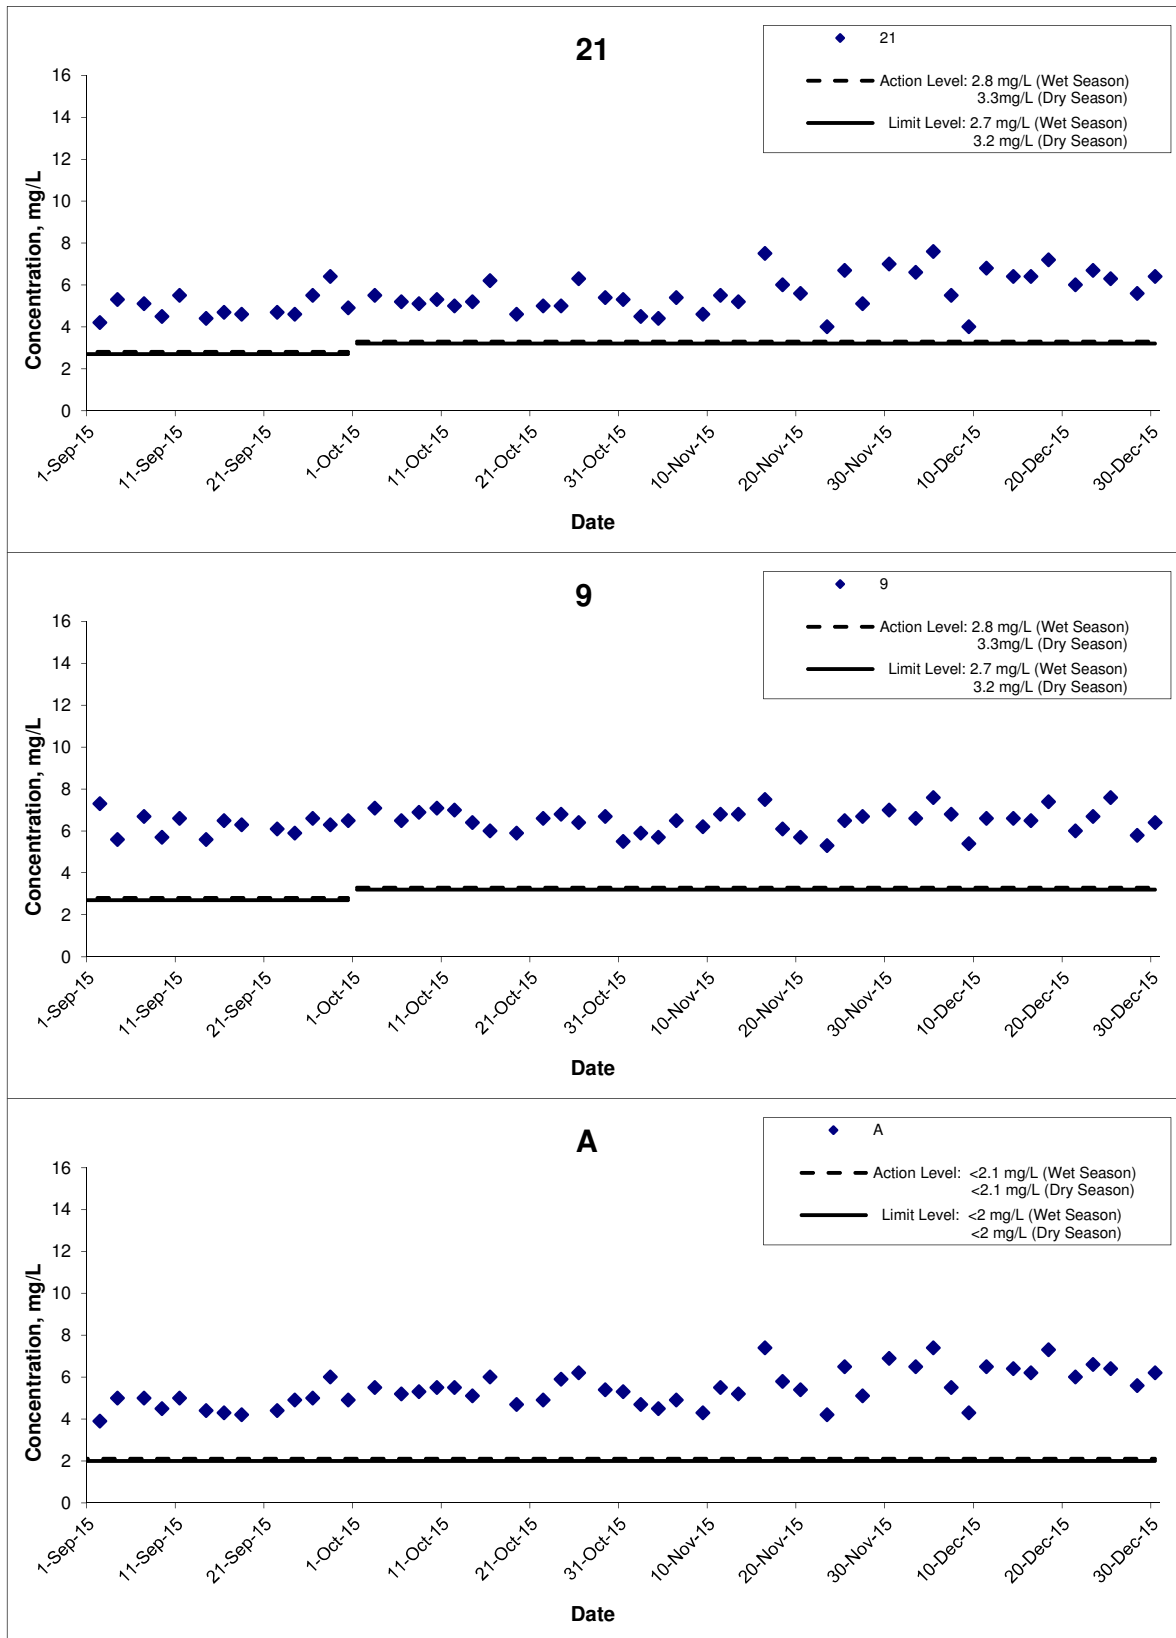 21
21
Action Level: 2.8 mg/L (Wet Season)
3.3mg/L (Dry Season)
Limit Level: 2.7 mg/L (Wet Season)
3.2 mg/L (Dry Season)
Concentration, mg/L
16
14
12
10
8
6
4
2
0
1-Sep-15 11-Sep-15 21-Sep-15 1-Oct-15 11-Oct-15 21-Oct-15 31-Oct-15 10-Nov-15 20-Nov-15 30-Nov-15 10-Dec-15 20-Dec-15 30-Dec-15
Date
9
9
Action Level: 2.8 mg/L (Wet Season)
3.3mg/L (Dry Season)
Limit Level: 2.7 mg/L (Wet Season)
3.2 mg/L (Dry Season)
Concentration, mg/L
16
14
12
10
8
6
4
2
0
1-Sep-15 11-Sep-15 21-Sep-15 1-Oct-15 11-Oct-15 21-Oct-15 31-Oct-15 10-Nov-15 20-Nov-15 30-Nov-15 10-Dec-15 20-Dec-15 30-Dec-15
Date
A
A
Action Level: <2.1 mg/L (Wet Season)
<2.1 mg/L (Dry Season)
Limit Level: <2 mg/L (Wet Season)
<2 mg/L (Dry Season)
Concentration, mg/L
16
14
12
10
8
6
4
2
0
1-Sep-15 11-Sep-15 21-Sep-15 1-Oct-15 11-Oct-15 21-Oct-15 31-Oct-15 10-Nov-15 20-Nov-15 30-Nov-15 10-Dec-15 20-Dec-15 30-Dec-15
Date